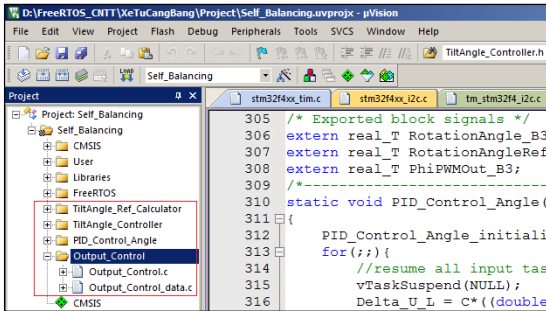 D:\FreeRTOS_CNTT\XeTuCangBang\Project\Self_Balancing.uvprojx - µVision
File Edit View Project Flash Debug Peripherals Tools SVCS Window Help
TiltAngle_Controller.h
Self_Balancing
Project
stm32f4xx_tim.c stm32f4xx_i2c.c tm_stm32f4_i2c.c
Project: Self_Balancing
Self_Balancing
CMSIS
User
Libraries
FreeRTOS
TiltAngle_Ref_Calculator
TiltAngle_Controller
PID_Control_Angle
Output_Control
Output_Control.c
Output_Control_data.c
CMSIS
305 /* Exported block signals */
306 extern real_T RotationAngle_B3
307 extern real_T RotationAngleRef
308 extern real_T PhiPWMOut_B3;
309 /*-----------------------------
310 static void PID_Control_Angle(
311 {
312 PID_Control_Angle_initiali
313 for(;;){
314 //resume all input tas
315 vTaskSuspend(NULL);
316 Delta_U_L = C*((double